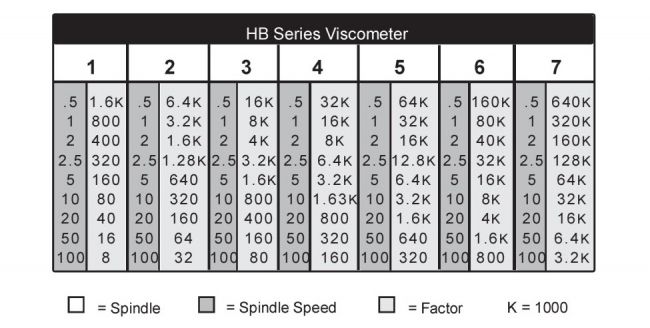 HB Series Viscometer
1 2 3 4 5 6 7
.5 1.6K .5 6.4K .5 16K .5 32K .5 64K .5 160K .5 640K
1 800 1 3.2K 1 8K 1 16K 1 32K 1 80K 1 320K
2 400 2 1.6K 2 4K 2 8K 2 16K 2 40K 2 160K
2.5 320 2.5 1.28K 2.5 3.2K 2.5 6.4K 2.5 12.8K 2.5 32K 2.5 128K
5 160 5 640 5 1.6K 5 3.2K 5 6.4K 5 16K 5 64K
10 80 10 320 10 800 10 1.63K 10 3.2K 10 8K 10 32K
20 40 20 160 20 400 20 800 20 1.6K 20 4K 20 16K
50 16 50 64 50 160 50 320 50 640 50 1.6K 50 6.4K
100 8 100 32 100 80 100 160 100 320 100 800 100 3.2K
= Spindle = Spindle Speed = Factor K = 1000